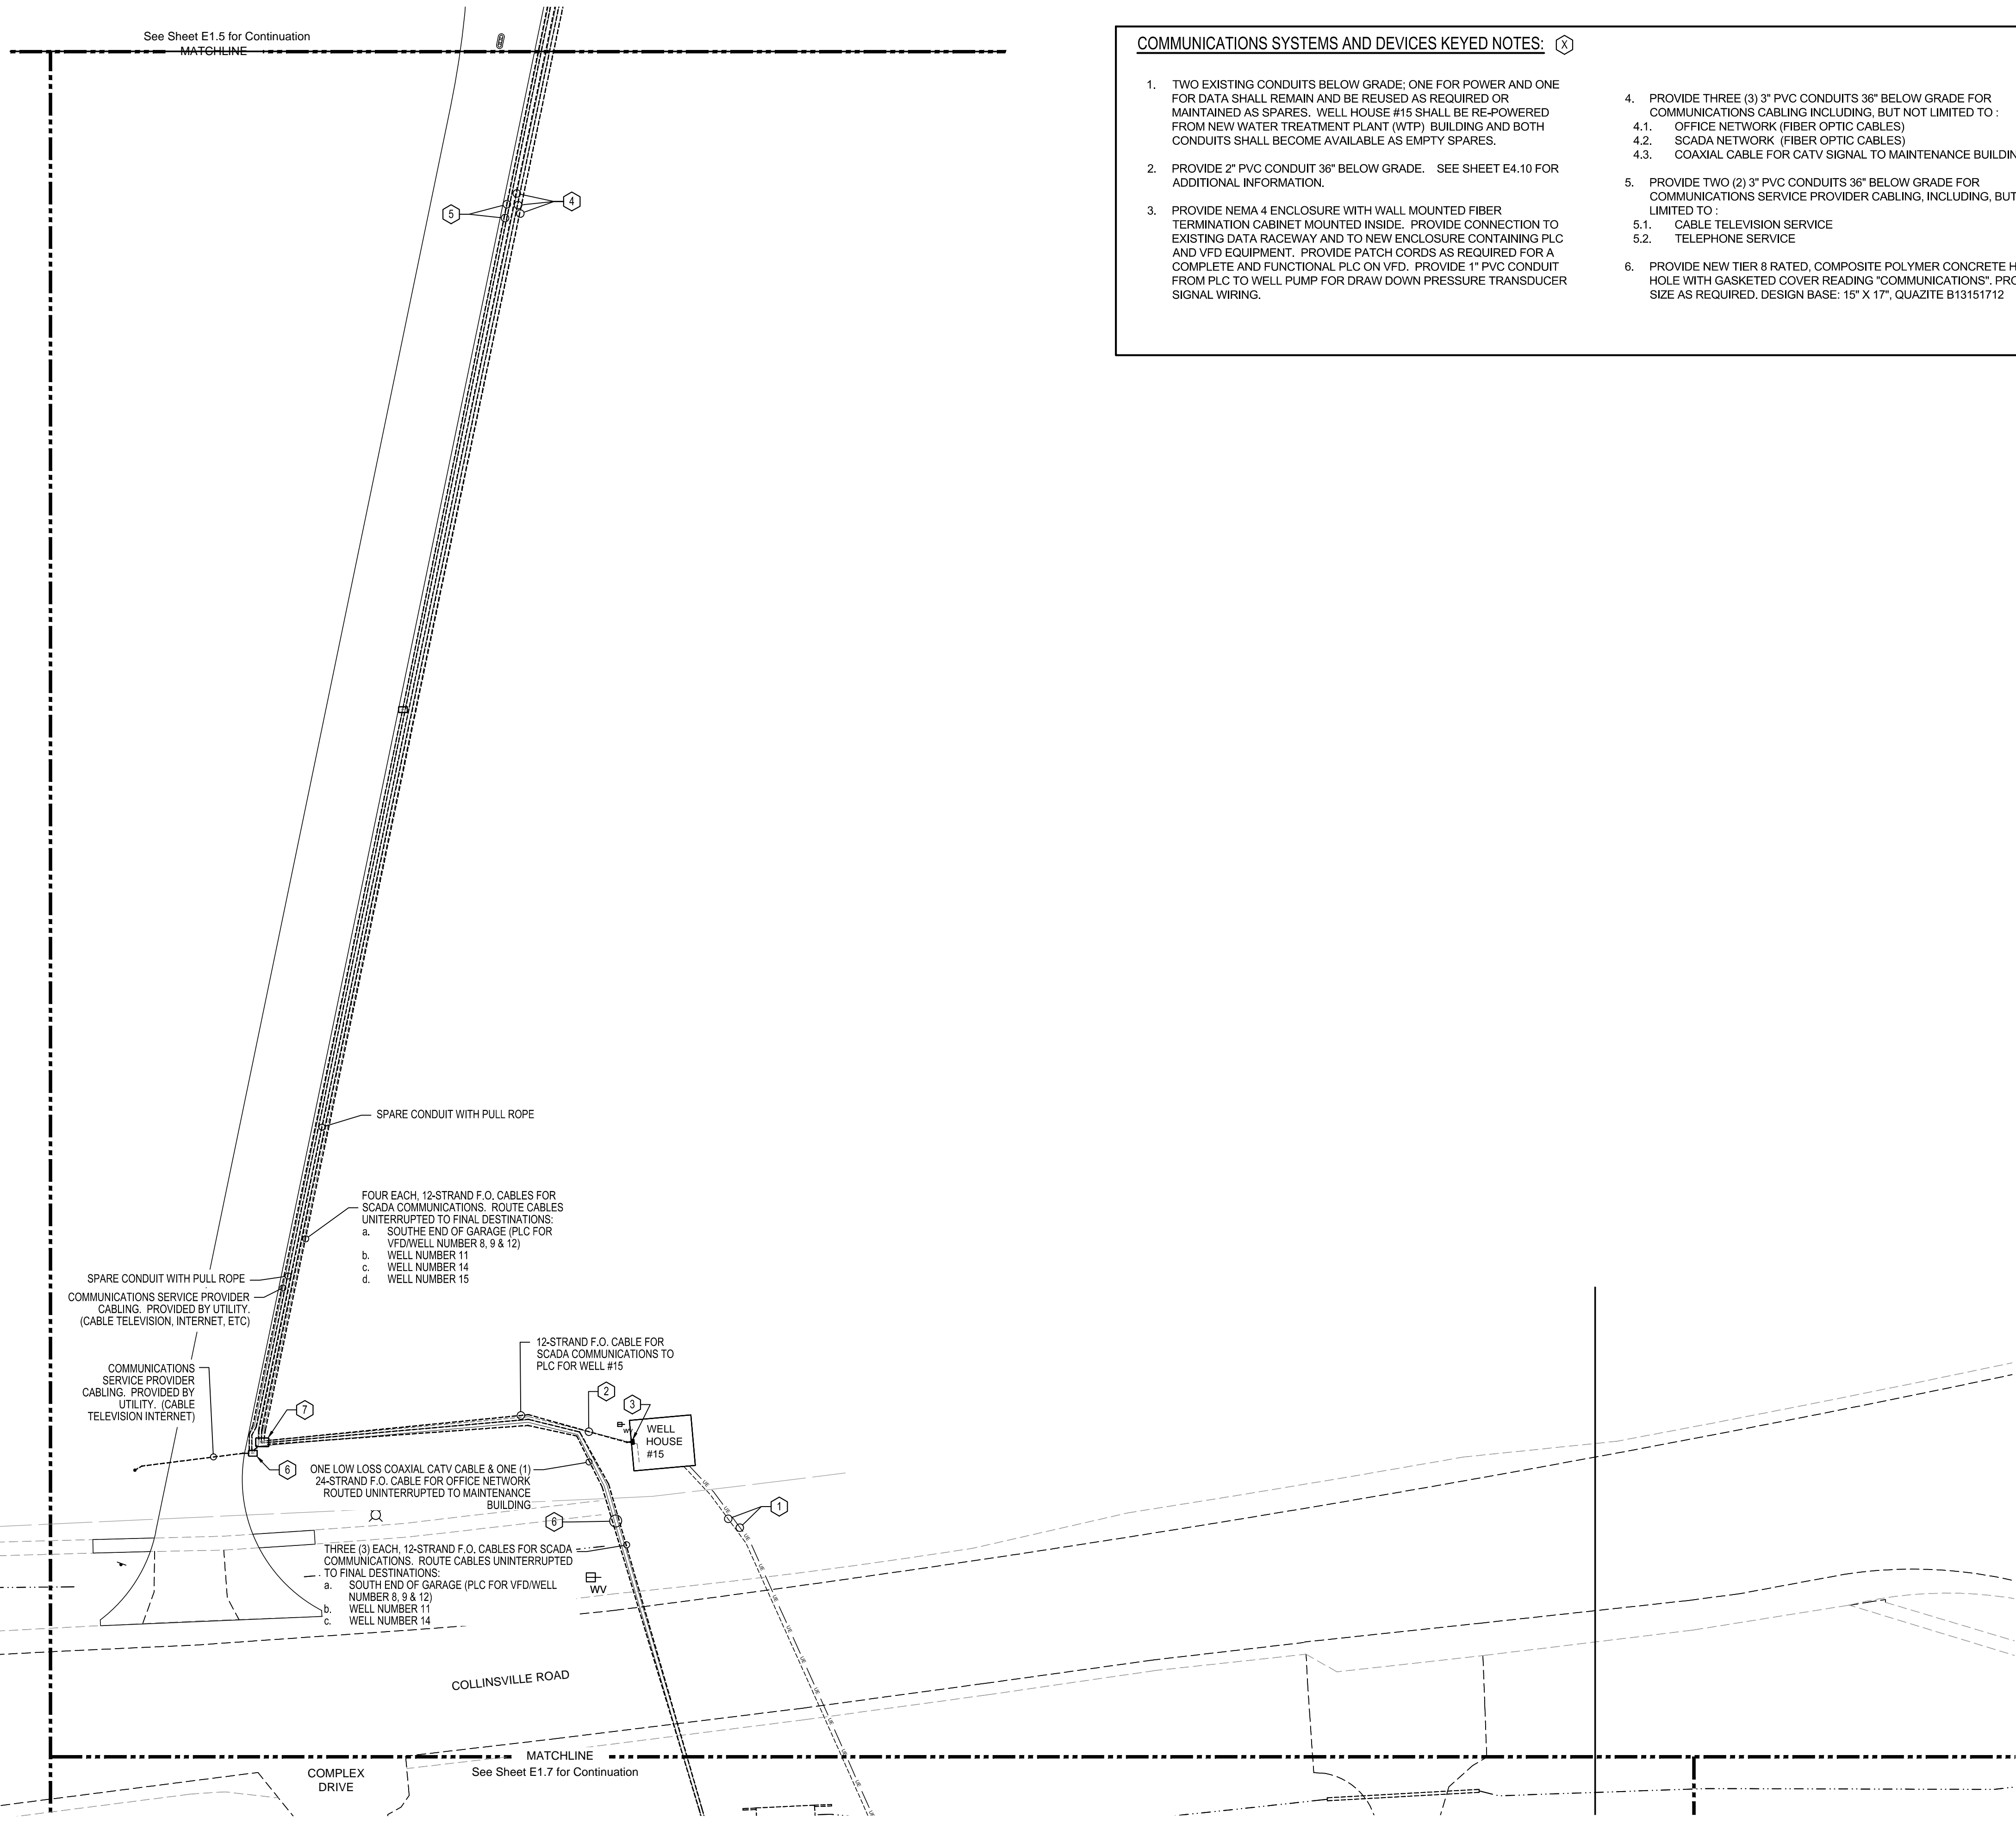 See Sheet E1.5 for Continuation
MATCHLINE
COMMUNICATIONS SYSTEMS AND DEVICES KEYED NOTES: X
1. TWO EXISTING CONDUITS BELOW GRADE; ONE FOR POWER AND ONE
FOR DATA SHALL REMAIN AND BE REUSED AS REQUIRED OR
MAINTAINED AS SPARES. WELL HOUSE #15 SHALL BE RE-POWERED
FROM NEW WATER TREATMENT PLANT (WTP) BUILDING AND BOTH
CONDUITS SHALL BECOME AVAILABLE AS EMPTY SPARES.
2. PROVIDE 2" PVC CONDUIT 36" BELOW GRADE. SEE SHEET E4.10 FOR
ADDITIONAL INFORMATION.
3. PROVIDE NEMA 4 ENCLOSURE WITH WALL MOUNTED FIBER
TERMINATION CABINET MOUNTED INSIDE. PROVIDE CONNECTION TO
EXISTING DATA RACEWAY AND TO NEW ENCLOSURE CONTAINING PLC
AND VFD EQUIPMENT. PROVIDE PATCH CORDS AS REQUIRED FOR A
COMPLETE AND FUNCTIONAL PLC ON VFD. PROVIDE 1" PVC CONDUIT
FROM PLC TO WELL PUMP FOR DRAW DOWN PRESSURE TRANSDUCER
SIGNAL WIRING.
4. PROVIDE THREE (3) 3" PVC CONDUITS 36" BELOW GRADE FOR
COMMUNICATIONS CABLING INCLUDING, BUT NOT LIMITED TO :
4.1. OFFICE NETWORK (FIBER OPTIC CABLES)
4.2. SCADA NETWORK (FIBER OPTIC CABLES)
4.3. COAXIAL CABLE FOR CATV SIGNAL TO MAINTENANCE BUILDIN
5. PROVIDE TWO (2) 3" PVC CONDUITS 36" BELOW GRADE FOR
COMMUNICATIONS SERVICE PROVIDER CABLING, INCLUDING, BUT
LIMITED TO :
5.1. CABLE TELEVISION SERVICE
5.2. TELEPHONE SERVICE
6. PROVIDE NEW TIER 8 RATED, COMPOSITE POLYMER CONCRETE H
HOLE WITH GASKETED COVER READING "COMMUNICATIONS". PRO
SIZE AS REQUIRED. DESIGN BASE: 15" X 17", QUAZITE B13151712
5
4
SPARE CONDUIT WITH PULL ROPE
FOUR EACH, 12-STRAND F.O. CABLES FOR
SCADA COMMUNICATIONS. ROUTE CABLES
UNITERRUPTED TO FINAL DESTINATIONS:
a. SOUTHE END OF GARAGE (PLC FOR
VFD/WELL NUMBER 8, 9 & 12)
b. WELL NUMBER 11
c. WELL NUMBER 14
d. WELL NUMBER 15
SPARE CONDUIT WITH PULL ROPE
COMMUNICATIONS SERVICE PROVIDER
CABLING. PROVIDED BY UTILITY.
(CABLE TELEVISION, INTERNET, ETC)
12-STRAND F.O. CABLE FOR
SCADA COMMUNICATIONS TO
PLC FOR WELL #15
COMMUNICATIONS
SERVICE PROVIDER
CABLING. PROVIDED BY
UTILITY. (CABLE
TELEVISION INTERNET)
2
3
7
WV
WELL
HOUSE
#15
6
ONE LOW LOSS COAXIAL CATV CABLE & ONE (1)
24-STRAND F.O. CABLE FOR OFFICE NETWORK
ROUTED UNINTERRUPTED TO MAINTENANCE
BUILDING
UE
UE
1
6
UE
THREE (3) EACH, 12-STRAND F.O. CABLES FOR SCADA
COMMUNICATIONS. ROUTE CABLES UNINTERRUPTED
TO FINAL DESTINATIONS:
a. SOUTH END OF GARAGE (PLC FOR VFD/WELL
NUMBER 8, 9 & 12)
b. WELL NUMBER 11
c. WELL NUMBER 14
WV
UE
UE
UE
UE
UE
UE
COLLINSVILLE ROAD
MATCHLINE
See Sheet E1.7 for Continuation
COMPLEX
DRIVE
UE
UE
UE